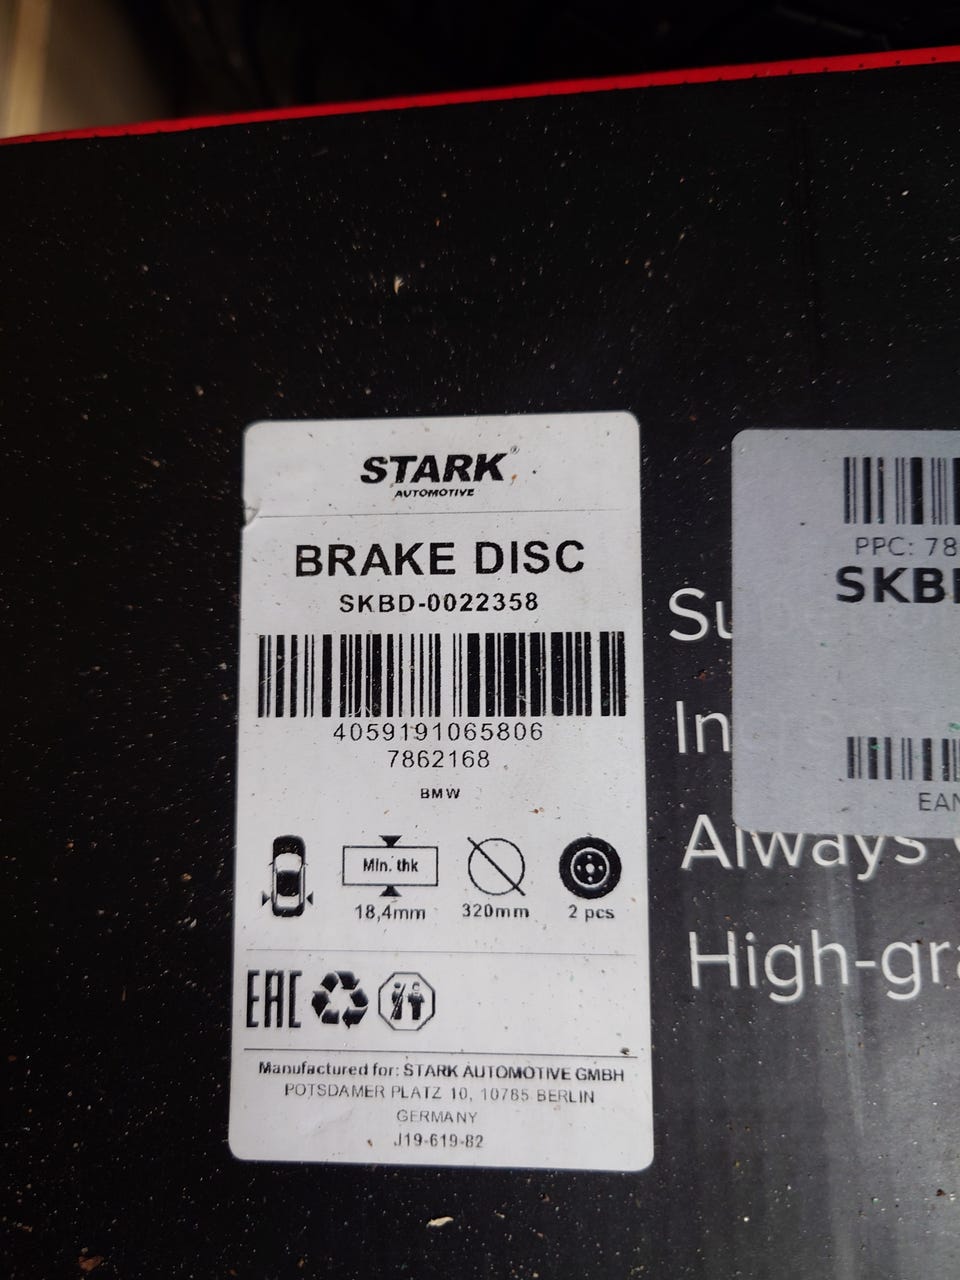 STARK®
AUTOMOTIVE
BRAKE DISC
SKBD-0022358
4059191065806
7862168
BMW
Min. thk
18,4mm
320mm
2 pcs
EAC
Manufactured for: STARK AUTOMOTIVE GMBH
POTSDAMER PLATZ 10, 10785 BERLIN
GERMANY
J19-619-82
PPC: 78
SKB
EAN
Su
In
Always
High-gra